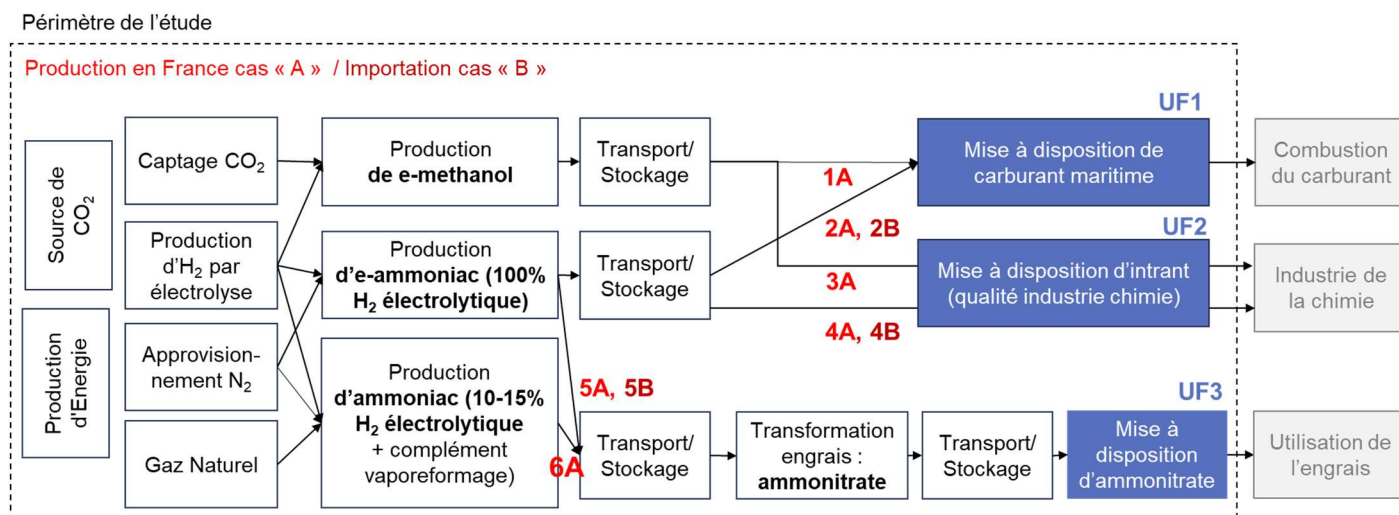 Périmètre de l’étude
Production en France cas « A » / Importation cas « B »
Source de
CO₂
Production
d'Energie
Captage CO₂
Production
d’H₂ par
électrolyse
Approvision-
nement N₂
Gaz Naturel
Production
de e-methanol
Production
d’e-ammoniac (100%
H₂ électrolytique)
Production
d’ammoniac (10-15%
H₂ électrolytique
+ complément
vaporeformage)
Transport/
Stockage
Transport/
Stockage
1A
2A, 2B
3A
4A, 4B
5A, 5B
6A
Transport/
Stockage
Transformation
engrais :
ammonitrate
Transport/
Stockage
UF1
Mise à disposition de
carburant maritime
UF2
Mise à disposition d’intrant
(qualité industrie chimie)
UF3
Mise à
disposition
d’ammonitrate
Combustion
du carburant
Industrie de
la chimie
Utilisation de
l’engrais